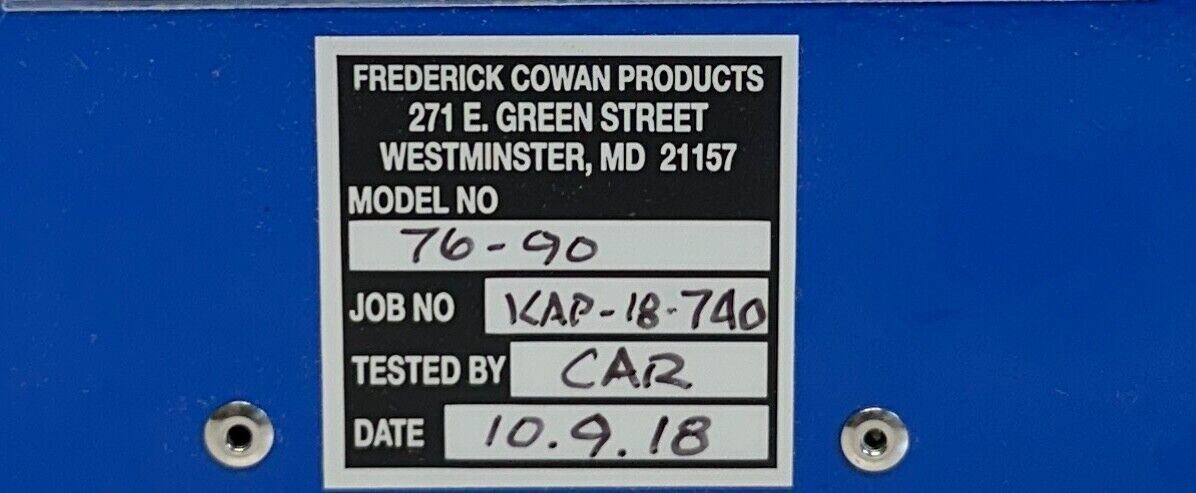 FREDERICK COWAN PRODUCTS
271 E. GREEN STREET
WESTMINSTER, MD 21157
MODEL NO
76-90
JOB NO KAP-18-740
TESTED BY CAR
DATE 10.9.18